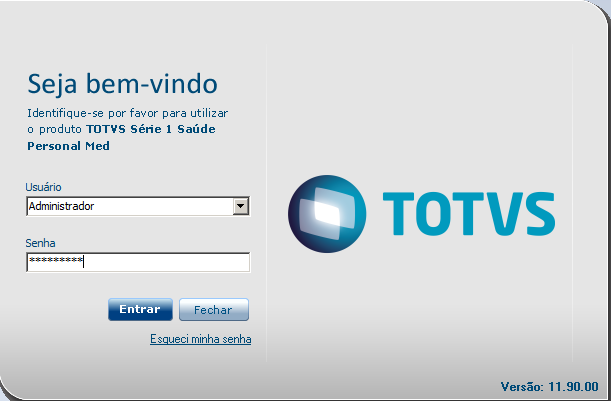 Seja bem-vindo
Identifique-se por favor para utilizar
o produto TOTVS Série 1 Saúde
Personal Med
Usuário
Administrador
Senha
*********
Entrar
Fechar
Esqueci minha senha
TOTVS
Versão: 11.90.00